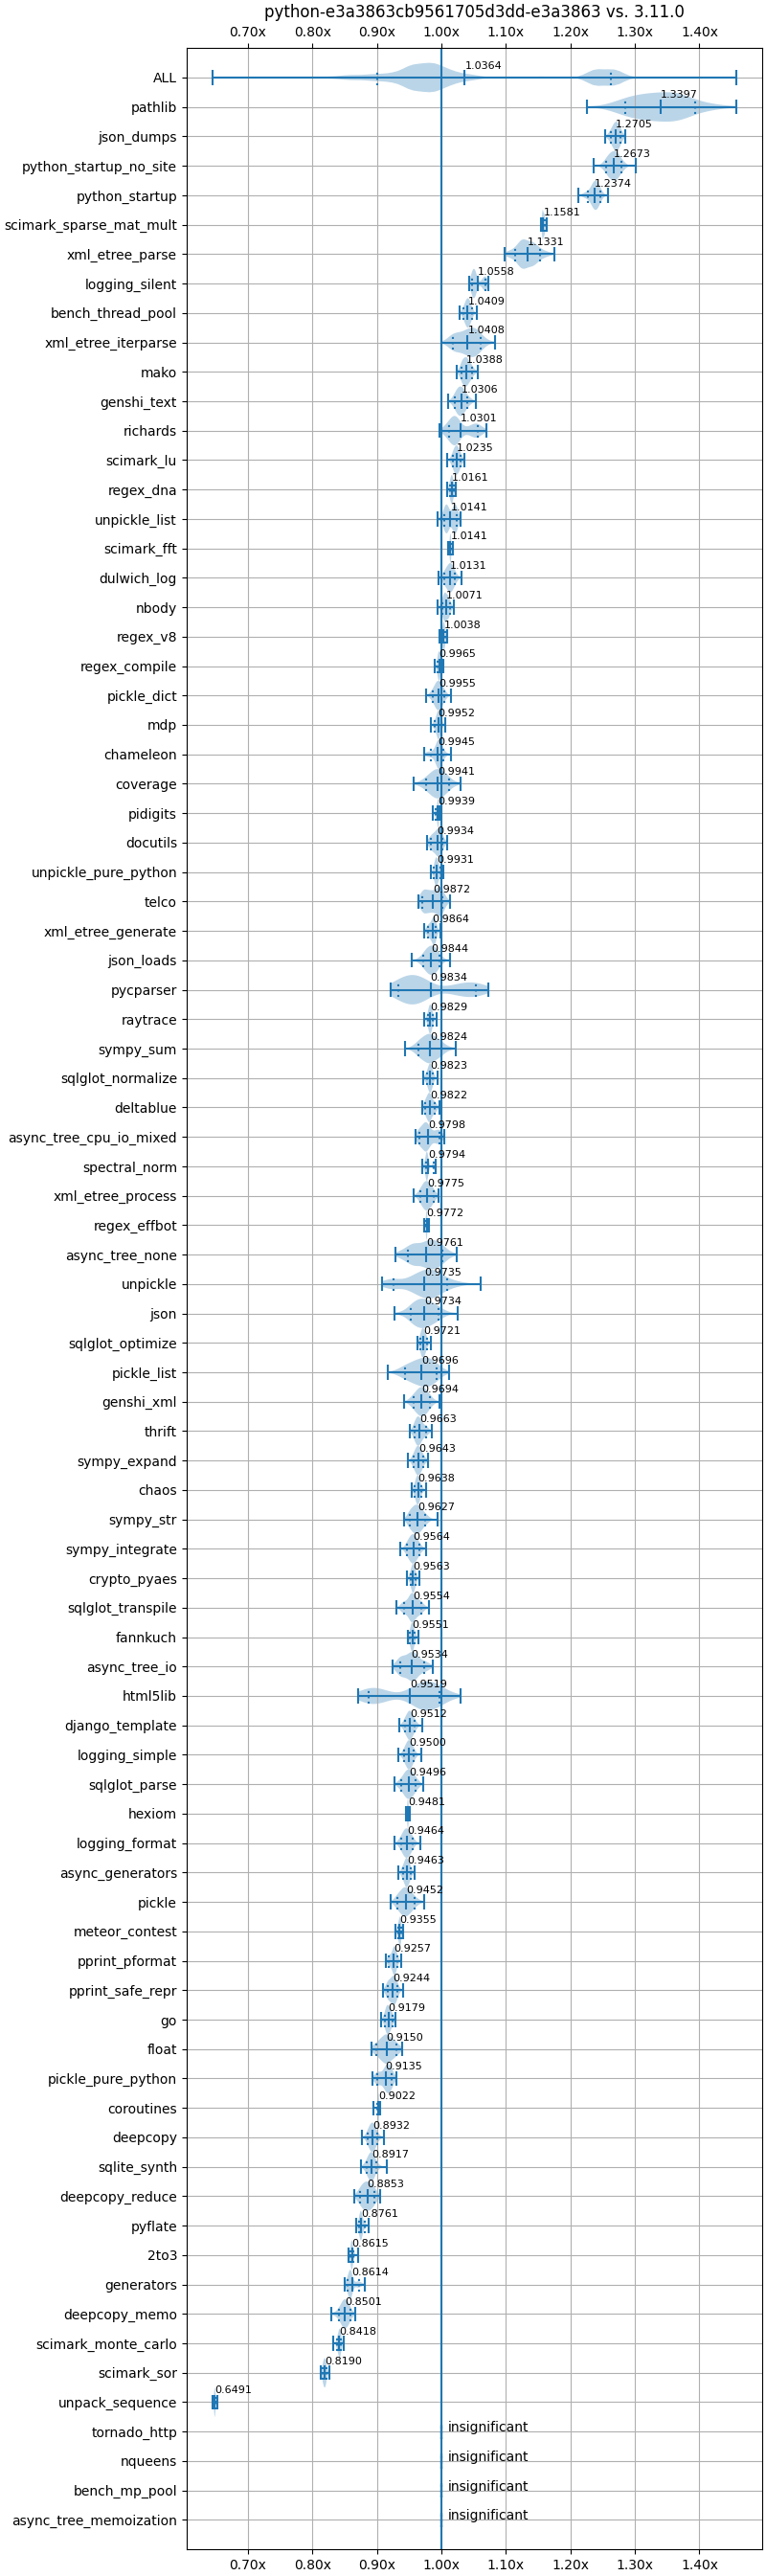 python-e3a3863cb9561705d3dd-e3a3863 vs. 3.11.0
0.70x 0.80x 0.90x 1.00x 1.10x 1.20x 1.30x 1.40x
ALL 1.0364
pathlib 1.3397
json_dumps 1.2705
python_startup_no_site 1.2673
python_startup 1.2374
scimark_sparse_mat_mult 1.1581
xml_etree_parse 1.1331
logging_silent 1.0558
bench_thread_pool 1.0409
xml_etree_iterparse 1.0408
mako 1.0388
genshi_text 1.0306
richards 1.0301
scimark_lu 1.0235
regex_dna 1.0161
unpickle_list 1.0141
scimark_fft 1.0141
dulwich_log 1.0131
nbody 1.0071
regex_v8 1.0038
regex_compile 0.9965
pickle_dict 0.9955
mdp 0.9952
chameleon 0.9945
coverage 0.9941
pidigits 0.9939
docutils 0.9934
unpickle_pure_python 0.9931
telco 0.9872
xml_etree_generate 0.9864
json_loads 0.9844
pycparser 0.9834
raytrace 0.9829
sympy_sum 0.9824
sqlglot_normalize 0.9823
deltablue 0.9822
async_tree_cpu_io_mixed 0.9798
spectral_norm 0.9794
xml_etree_process 0.9775
regex_effbot 0.9772
async_tree_none 0.9761
unpickle 0.9735
json 0.9734
sqlglot_optimize 0.9721
pickle_list 0.9696
genshi_xml 0.9694
thrift 0.9663
sympy_expand 0.9643
chaos 0.9638
sympy_str 0.9627
sympy_integrate 0.9564
crypto_pyaes 0.9563
sqlglot_transpile 0.9554
fannkuch 0.9551
async_tree_io 0.9534
html5lib 0.9519
django_template 0.9512
logging_simple 0.9500
sqlglot_parse 0.9496
hexiom 0.9481
logging_format 0.9464
async_generators 0.9463
pickle 0.9452
meteor_contest 0.9355
pprint_pformat 0.9257
pprint_safe_repr 0.9244
go 0.9179
float 0.9150
pickle_pure_python 0.9135
coroutines 0.9022
deepcopy 0.8932
sqlite_synth 0.8917
deepcopy_reduce 0.8853
pyflate 0.8761
2to3 0.8615
generators 0.8614
deepcopy_memo 0.8501
scimark_monte_carlo 0.8418
scimark_sor 0.8190
unpack_sequence 0.6491
tornado_http insignificant
nqueens insignificant
bench_mp_pool insignificant
async_tree_memoization insignificant
0.70x 0.80x 0.90x 1.00x 1.10x 1.20x 1.30x 1.40x